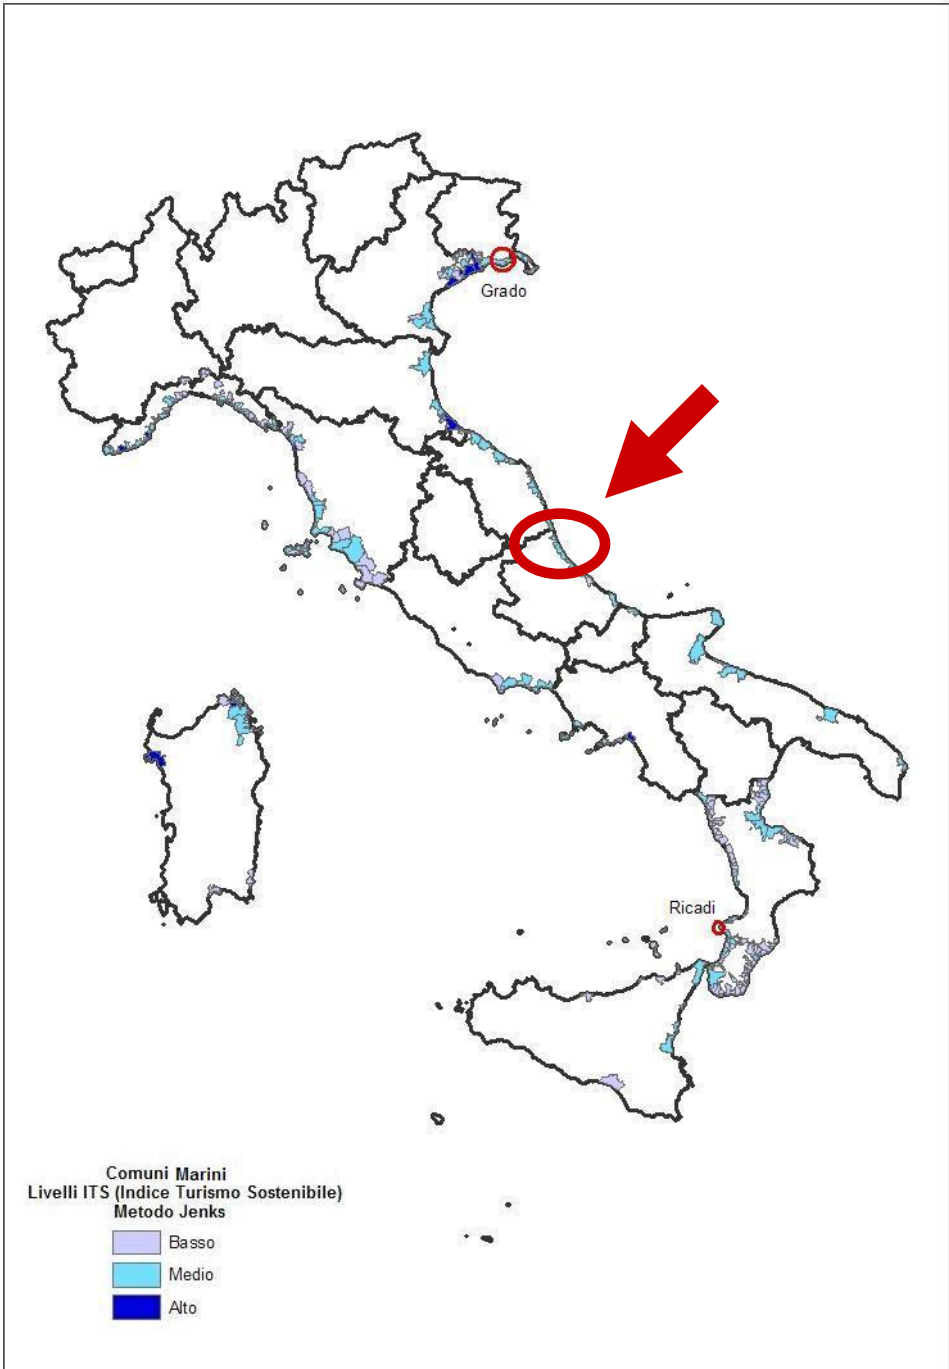 Grado
Ricadi
Comuni Marini
Livelli ITS (Indice Turismo Sostenibile)
Metodo Jenks
Basso
Medio
Alto